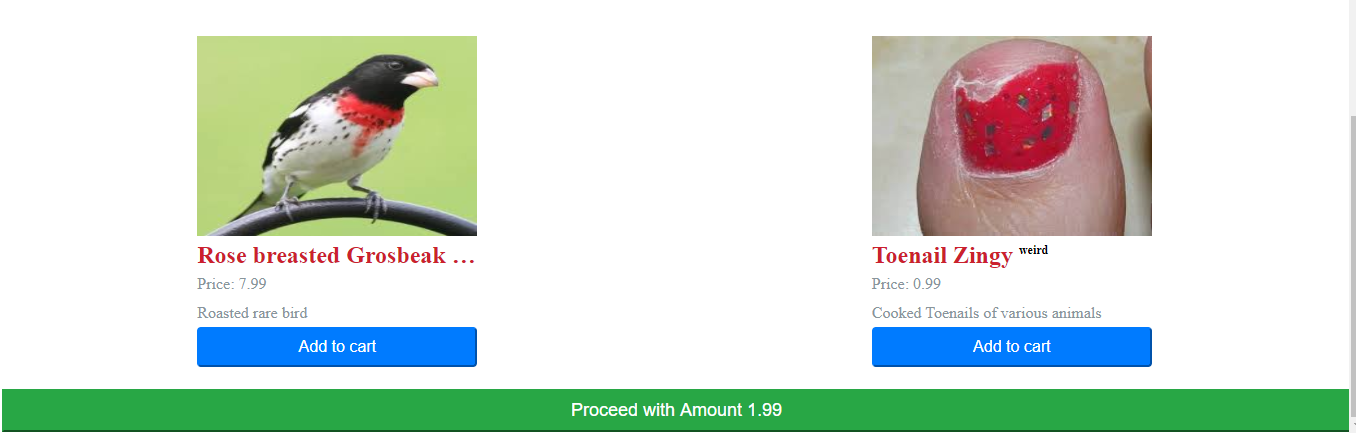 Rose breasted Grosbeak …
Price: 7.99
Roasted rare bird
Add to cart
Toenail Zingy weird
Price: 0.99
Cooked Toenails of various animals
Add to cart
Proceed with Amount 1.99